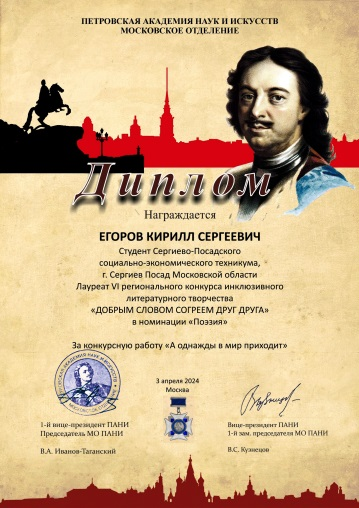 ПЕТРОВСКАЯ АКАДЕМИЯ НАУК И ИСКУССТВ
МОСКОВСКОЕ ОТДЕЛЕНИЕ
Диплом
Награждается
ЕГОРОВ КИРИЛЛ СЕРГЕЕВИЧ
Студент Сергиево-Посадского
социально-экономического техникума,
г. Сергиев Посад Московской области
Лауреат VI регионального конкурса инклюзивного
литературного творчества
«ДОБРЫМ СЛОВОМ СОГРЕЕМ ДРУГ ДРУГА»
в номинации «Поэзия»
За конкурсную работу «А однажды в мир приходит»
3 апреля 2024
Москва
1-й вице-президент ПАНИ
Председатель МО ПАНИ
В.А. Иванов-Таганский
Вице-президент ПАНИ
1-й зам. председателя МО ПАНИ
В.С. Кузнецов